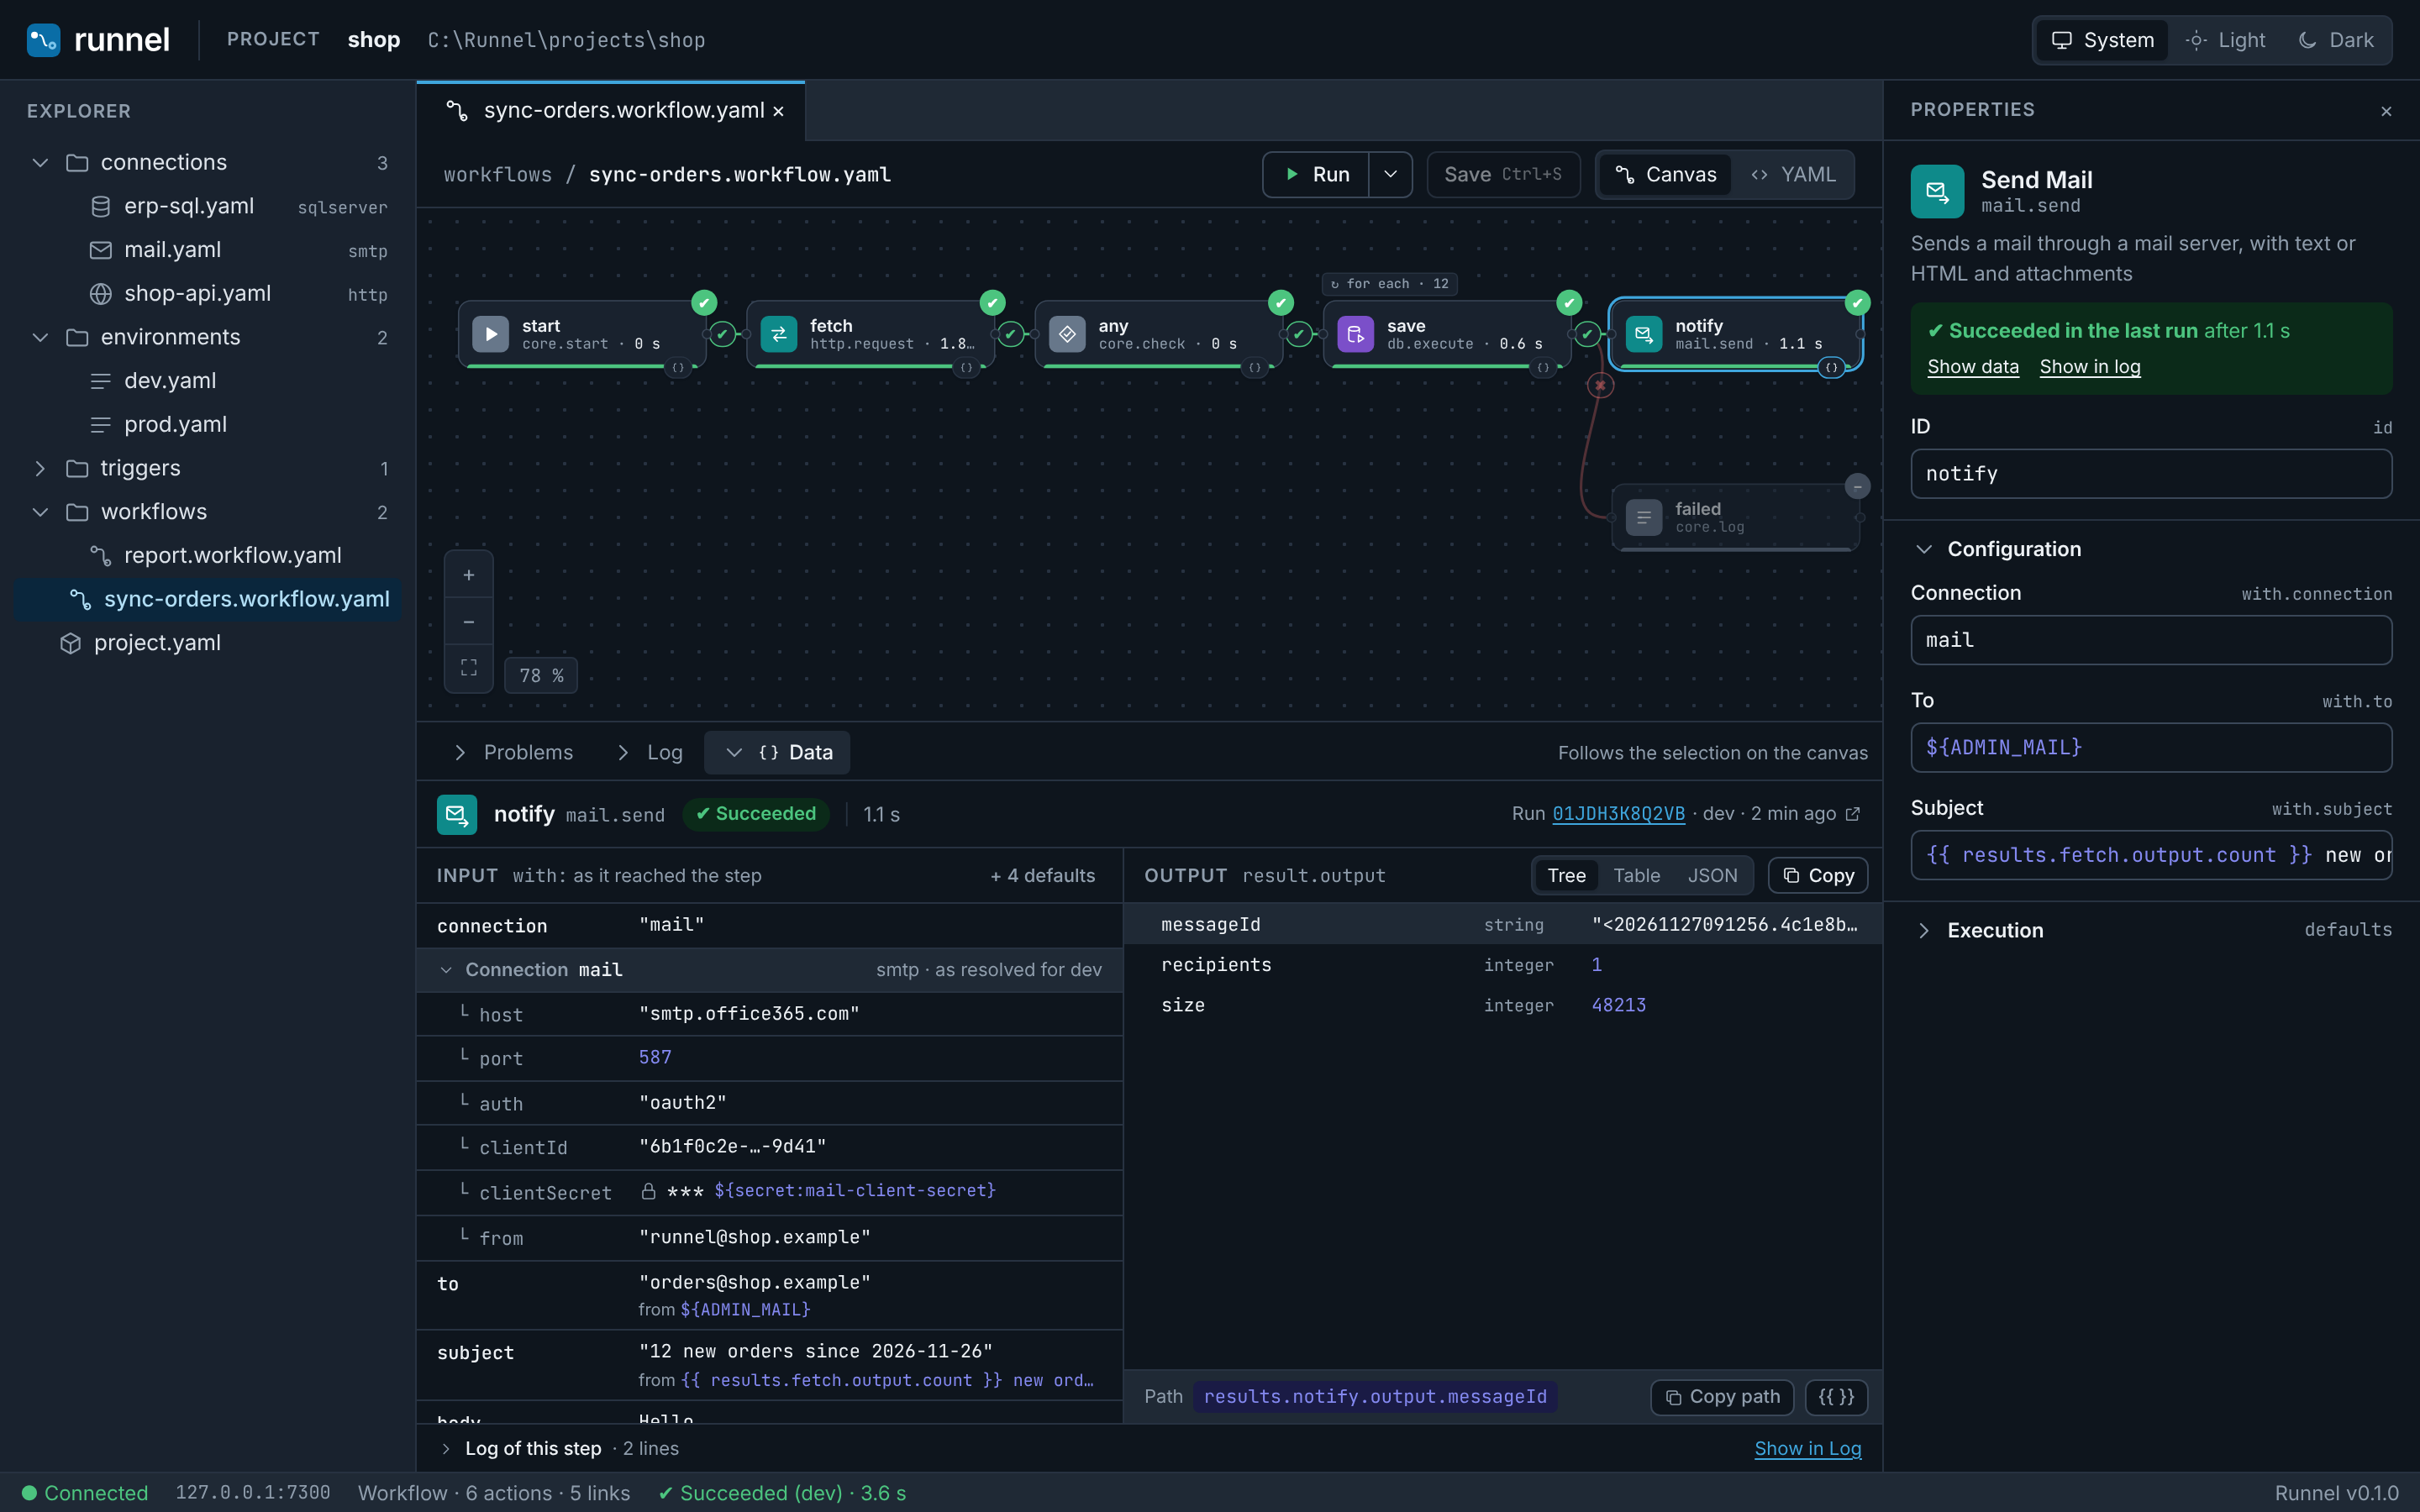 runnel
PROJECT shop C:\Runnel\projects\shop
System Light Dark
EXPLORER
connections 3
erp-sql.yaml sqlserver
mail.yaml smtp
shop-api.yaml http
environments 2
dev.yaml
prod.yaml
triggers 1
workflows 2
report.workflow.yaml
sync-orders.workflow.yaml
project.yaml
sync-orders.workflow.yaml ×
workflows / sync-orders.workflow.yaml
Run Save Ctrl+S Canvas <> YAML
start
core.start · 0 s
{}
fetch
http.request · 1.8…
{}
any
core.check · 0 s
{}
↻ for each · 12
save
db.execute · 0.6 s
{}
notify
mail.send · 1.1 s
{}
failed
core.log
+
−
78 %
Problems Log {} Data
Follows the selection on the canvas
notify mail.send ✔ Succeeded 1.1 s
Run 01JDH3K8Q2VB · dev · 2 min ago
INPUT with: as it reached the step + 4 defaults
connection "mail"
Connection mail smtp · as resolved for dev
└ host "smtp.office365.com"
└ port 587
└ auth "oauth2"
└ clientId "6b1f0c2e-…-9d41"
└ clientSecret *** ${secret:mail-client-secret}
└ from "runnel@shop.example"
to "orders@shop.example"
from ${ADMIN_MAIL}
subject "12 new orders since 2026-11-26"
from {{ results.fetch.output.count }} new ord…
body Hello
OUTPUT result.output Tree Table JSON Copy
messageId string "<20261127091256.4c1e8b…
recipients integer 1
size integer 48213
Path results.notify.output.messageId Copy path {{ }}
Log of this step · 2 lines Show in Log
PROPERTIES ×
Send Mail
mail.send
Sends a mail through a mail server, with text or
HTML and attachments
✔ Succeeded in the last run after 1.1 s
Show data Show in log
ID id
notify
Configuration
Connection with.connection
mail
To with.to
${ADMIN_MAIL}
Subject with.subject
{{ results.fetch.output.count }} new or
Execution defaults
Connected 127.0.0.1:7300 Workflow · 6 actions · 5 links ✔ Succeeded (dev) · 3.6 s
Runnel v0.1.0